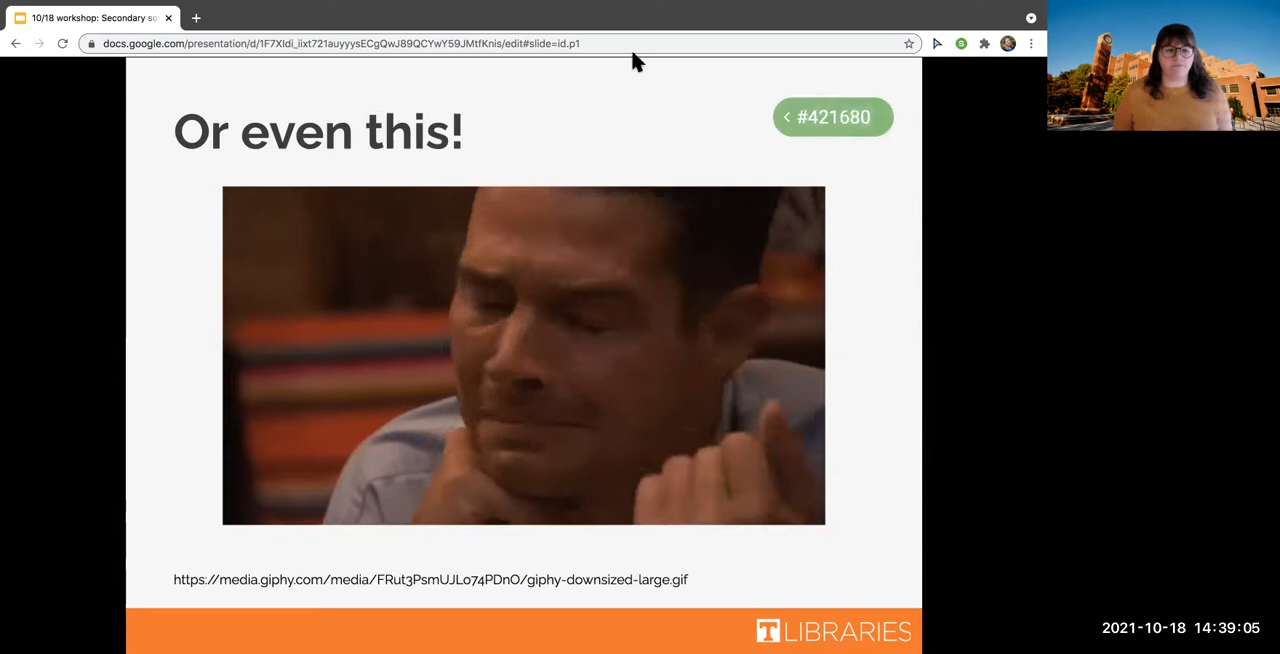 10/18 workshop: Secondary so
docs.google.com/presentation/d/1F7XIdi_iixt721auyyysECgQwJ89QCYwY59JMtfKnis/edit#slide=id.p1
Or even this!
< #421680
https://media.giphy.com/media/FRut3PsmUJLo74PDnO/giphy-downsized-large.gif
T LIBRARIES
2021-10-18 14:39:05